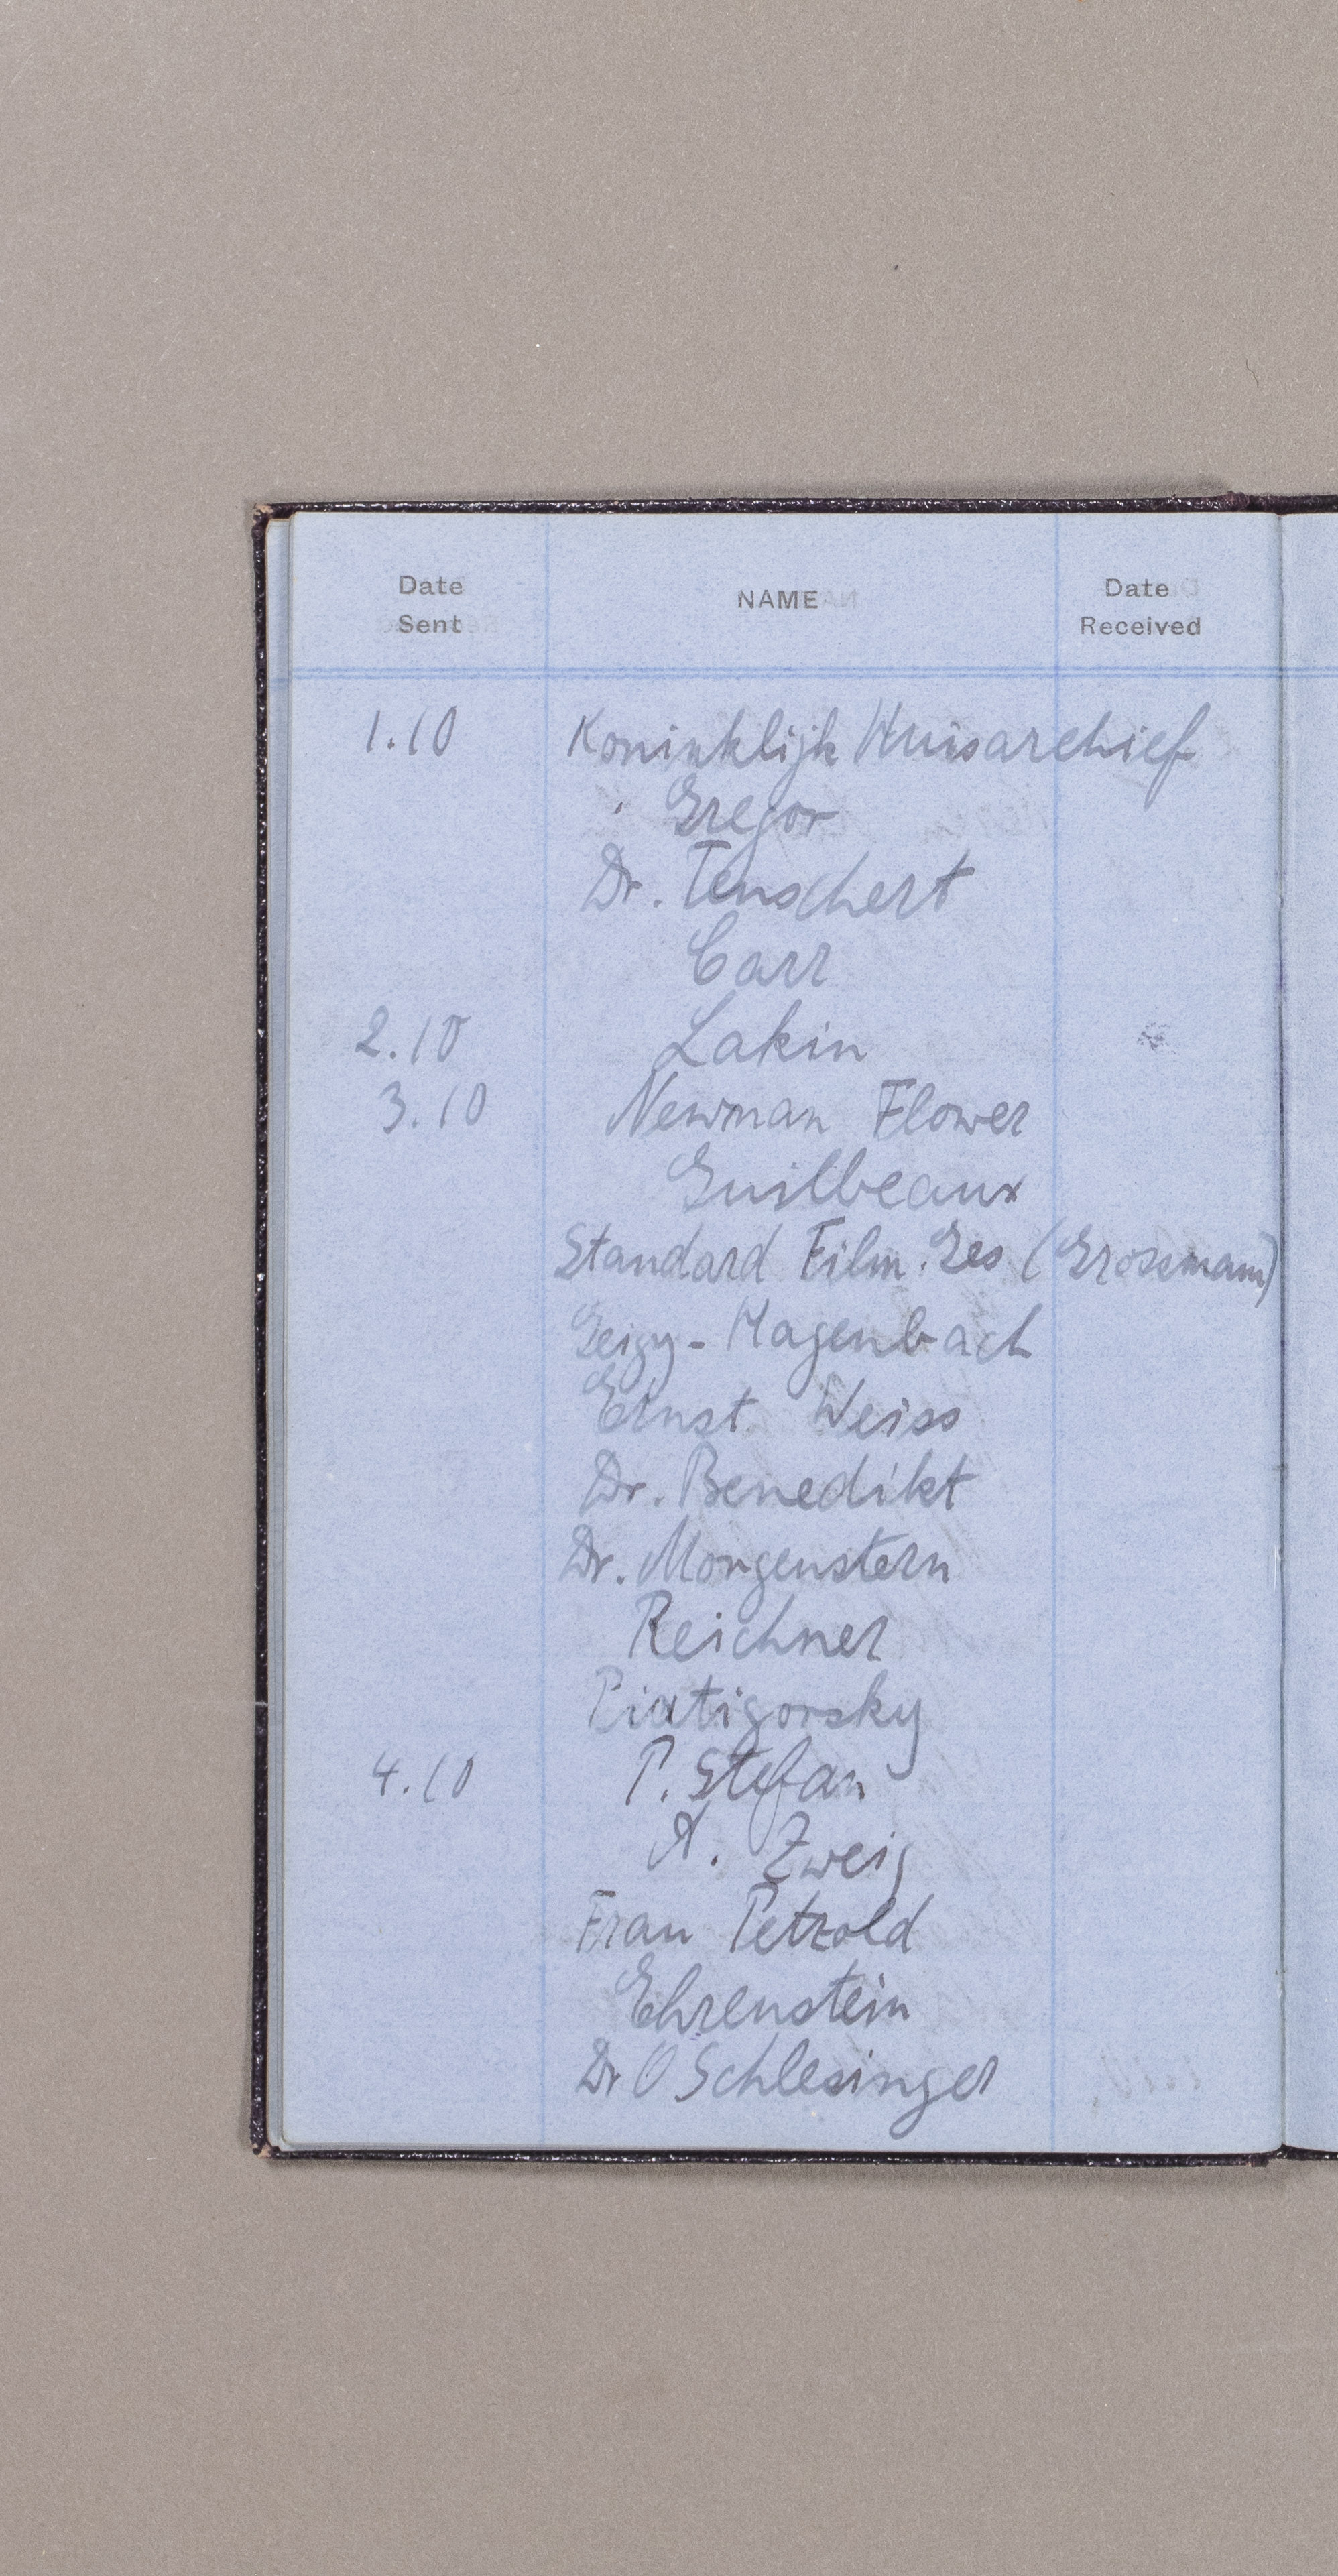 Date
Sent
NAME
Date
Received
1.10 Koninklijk Huisarchief
Gregor
Dr. Tenschert
Carr
2.10 Lakin
3.10 Newman Flower
Guilbeaux
Standard Film. Ges (Grossmann)
Geigy - Hagenbach
Ernst Weiss
Dr. Benedikt
Dr. Morgenstern
Reichner
Piatigorsky
4.10 P. Stefan
A. Zweig
Frau Petzold
Ehrenstein
Dr O Schlesinger